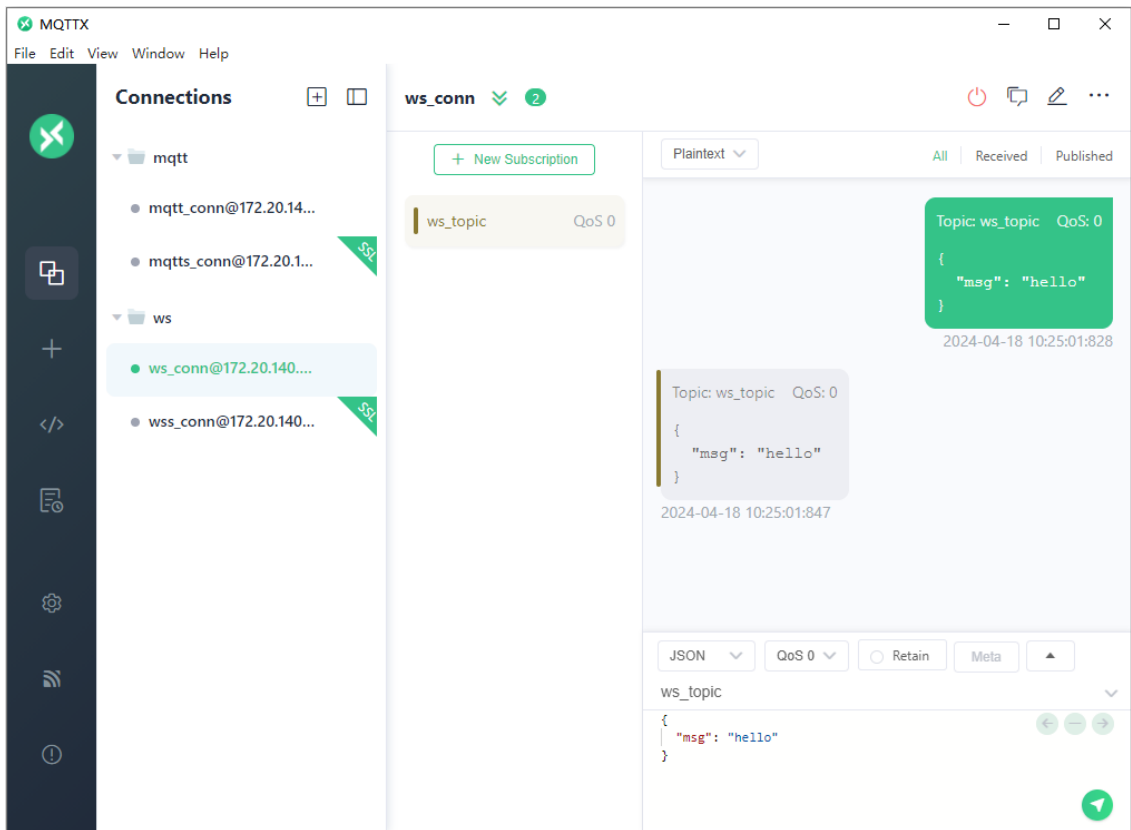 MQTTX
File Edit View Window Help
Connections
mqtt
mqtt_conn@172.20.14...
mqtts_conn@172.20.1...
SSL
ws
ws_conn@172.20.140....
wss_conn@172.20.140...
SSL
ws_conn 2
+ New Subscription
ws_topic QoS 0
Plaintext
All Received Published
Topic: ws_topic QoS: 0
{
"msg": "hello"
}
2024-04-18 10:25:01:828
Topic: ws_topic QoS: 0
{
"msg": "hello"
}
2024-04-18 10:25:01:847
JSON QoS 0 Retain Meta
ws_topic
{
"msg": "hello"
}